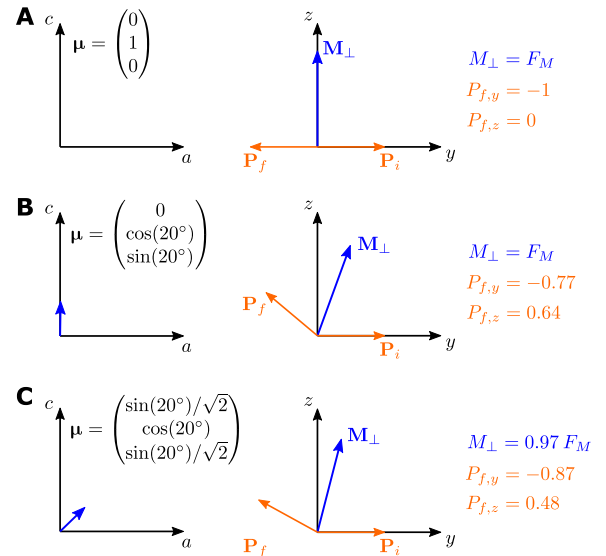 A
c
μ = (0 1 0)
a
z
M⊥
P_f
P_i
y
M⊥ = F_M
P_{f,y} = −1
P_{f,z} = 0
B
c
μ = (0 cos(20°) sin(20°))
a
z
M⊥
P_f
P_i
y
M⊥ = F_M
P_{f,y} = −0.77
P_{f,z} = 0.64
C
c
μ = (sin(20°)/√2 cos(20°) sin(20°)/√2)
a
z
M⊥
P_f
P_i
y
M⊥ = 0.97 F_M
P_{f,y} = −0.87
P_{f,z} = 0.48